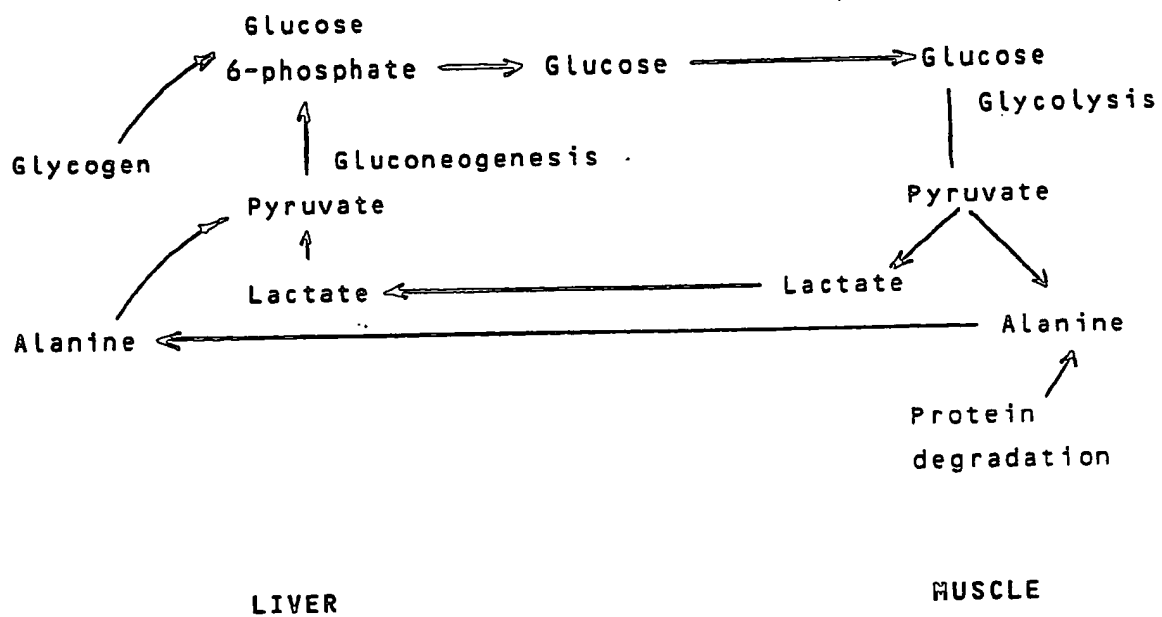 Glucose
6-phosphate
Glucose
Glucose
Glycolysis
Glycogen
Gluconeogenesis
Pyruvate
Pyruvate
Lactate
Lactate
Alanine
Alanine
Protein
degradation
LIVER
MUSCLE